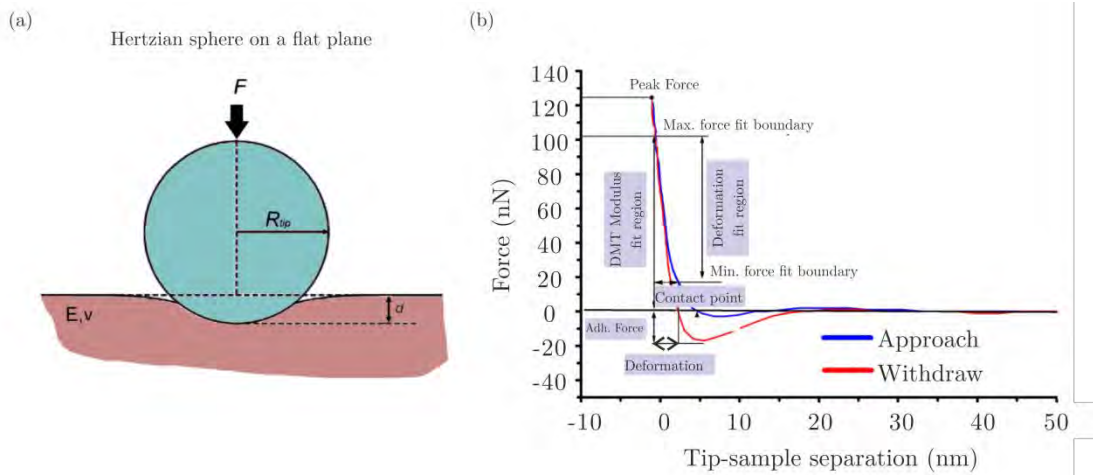 (a)
Hertzian sphere on a flat plane
F
R_tip
d
E,ν
(b)
Force (nN)
140
120
100
80
60
40
20
0
-20
-40
Peak Force
Max. force fit boundary
DMT Modulus
fit region
Deformation
fit region
Min. force fit boundary
Contact point
Adh. Force
Deformation
Approach
Withdraw
-10
0
10
20
30
40
50
Tip-sample separation (nm)